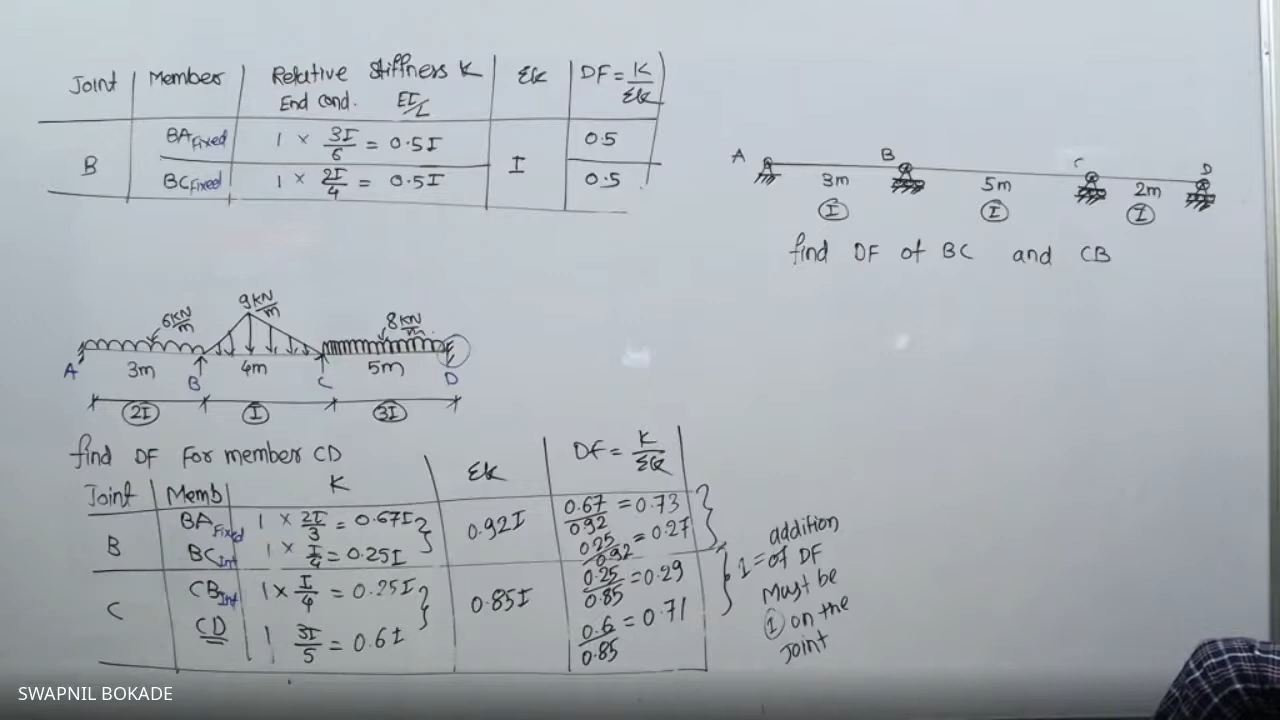 Joint Member Relative Stiffness K Σk DF = K/Σk
End cond. EI/L
B BA Fixed 1 × 3I/6 = 0.5I I 0.5
BC Fixed 1 × 2I/4 = 0.5I 0.5
A B C D
3m 5m 2m
I I I
find DF of BC and CB
9 kN/m
6 kN/m 8 kN/m
A 3m B 4m C 5m D
2I I 3I
find DF For member CD
Joint Memb K Σk DF = K/Σk
B BA Fixed 1 × 2I/3 = 0.67I 0.92I 0.67/0.92 = 0.73
BC Int 1 × I/4 = 0.25I 0.25/0.92 = 0.27
C CB Int 1 × I/4 = 0.25I 0.85I 0.25/0.85 = 0.29
CD 1 3I/5 = 0.6I 0.6/0.85 = 0.71
1 = addition
of DF
Must be
1 on the
Joint
SWAPNIL BOKADE